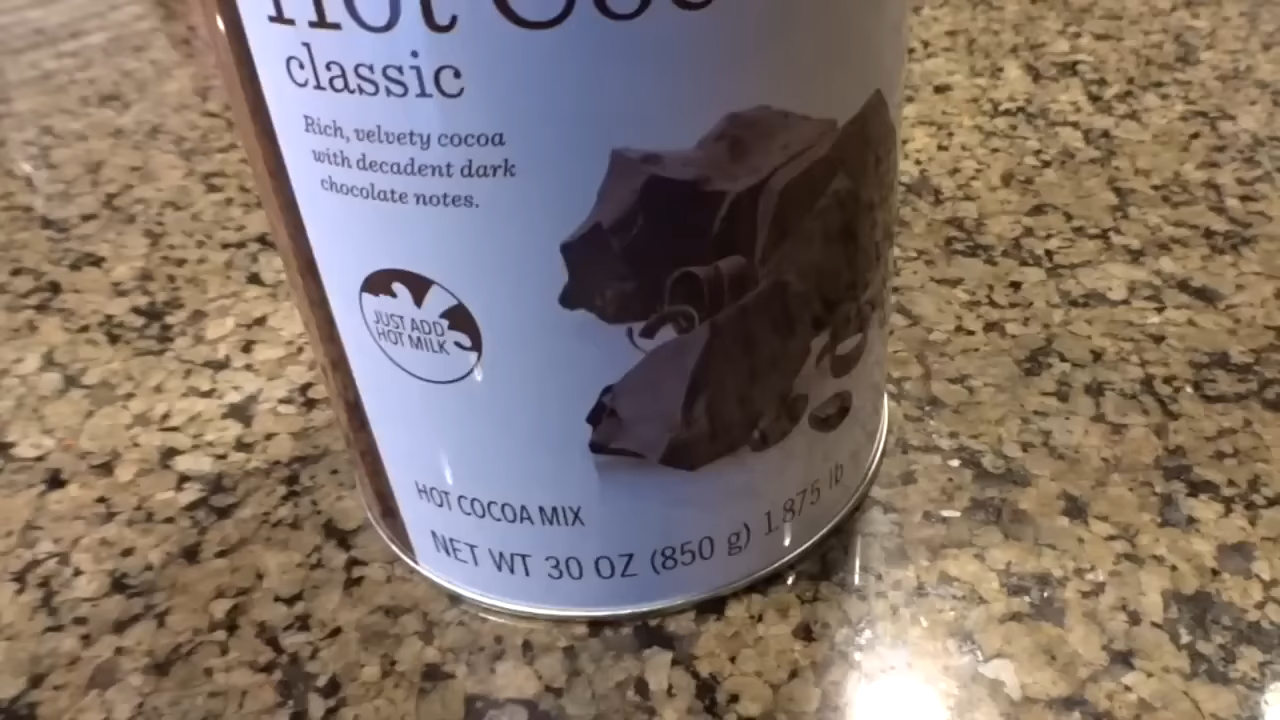 hot
classic
Rich, velvety cocoa
with decadent dark
chocolate notes.
JUST ADD
HOT MILK
HOT COCOA MIX
NET WT 30 OZ (850 g) 1.875 lb